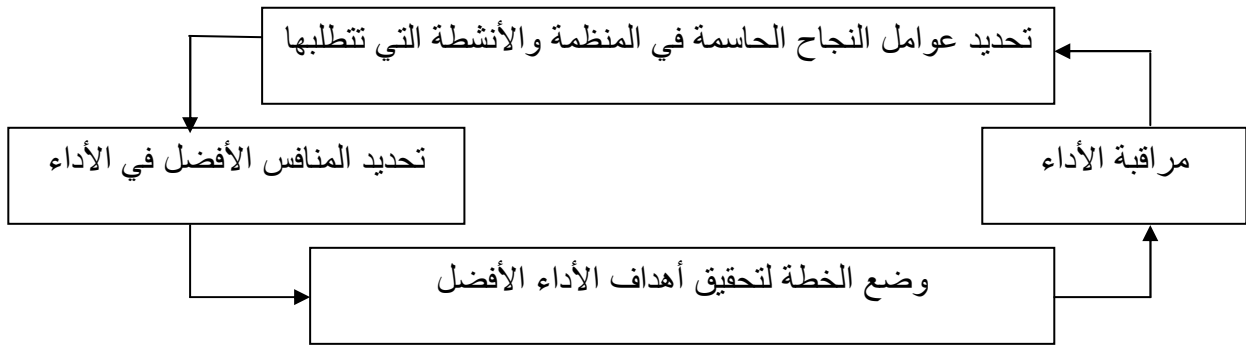 تحديد عوامل النجاح الحاسمة في المنظمة والأنشطة التي تتطلبها
مراقبة الأداء
تحديد المنافس الأفضل في الأداء
وضع الخطة لتحقيق أهداف الأداء الأفضل